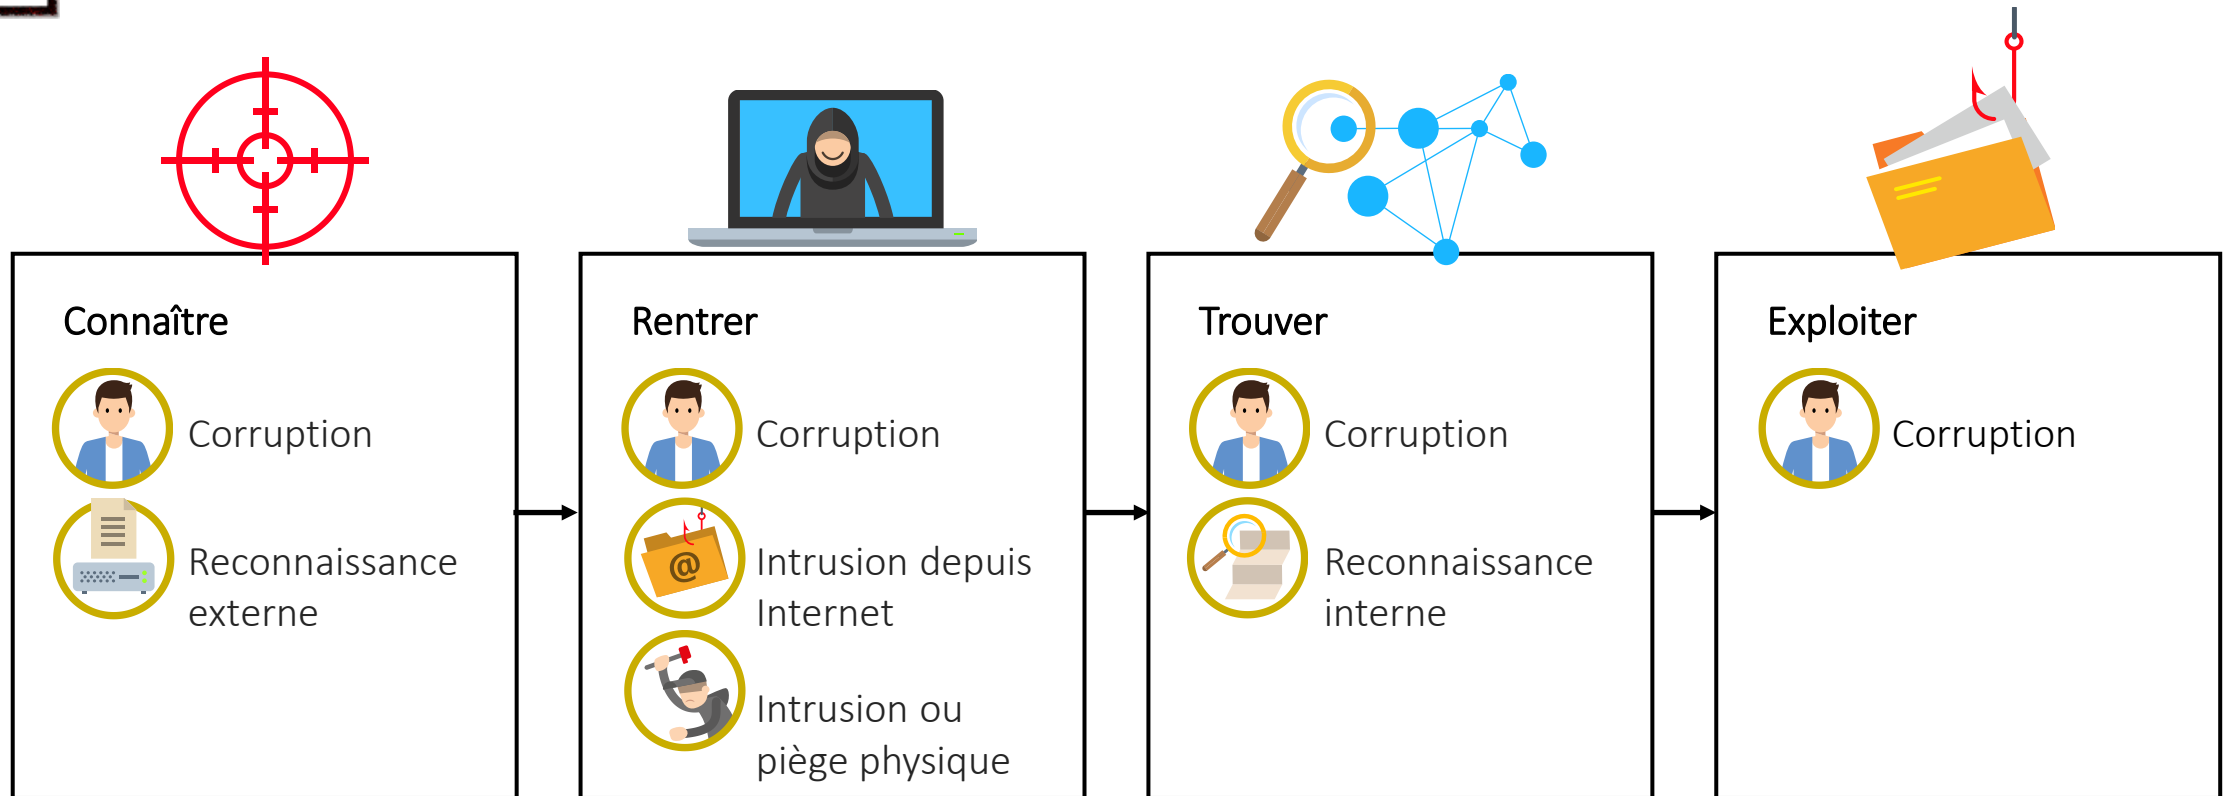 Connaître
Corruption
Reconnaissance
externe
Rentrer
Corruption
@
Intrusion depuis
Internet
Intrusion ou
piège physique
Trouver
Corruption
Reconnaissance
interne
Exploiter
Corruption